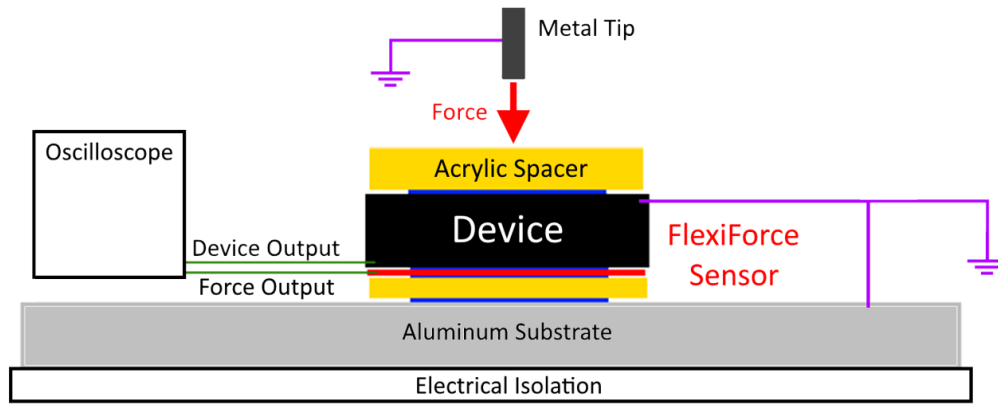 Metal Tip
Force
Oscilloscope
Acrylic Spacer
Device
FlexiForce
Sensor
Device Output
Force Output
Aluminum Substrate
Electrical Isolation